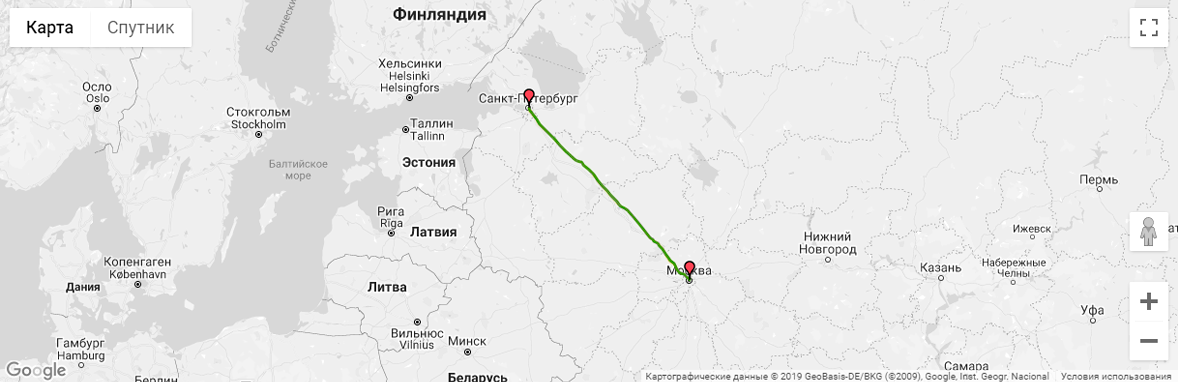 Карта
Спутник
Финляндия
Ботнический
Хельсинки
Helsinki
Helsingfors
Осло
Oslo
Санкт-Петербург
Стокгольм
Stockholm
Таллин
Tallinn
Эстония
Балтийское
море
Пермь
Рига
Rīga
Латвия
Ижевск
Нижний
Новгород
Копенгаген
København
Москва
Казань
Набережные
Челны
Дания
Литва
Уфа
Вильнюс
Vilnius
Минск
Гамбург
Hamburg
Самара
Google
Берлин
Беларусь
Картографические данные © 2019 GeoBasis-DE/BKG (©2009), Google, Inst. Geogr. Nacional
Условия использования